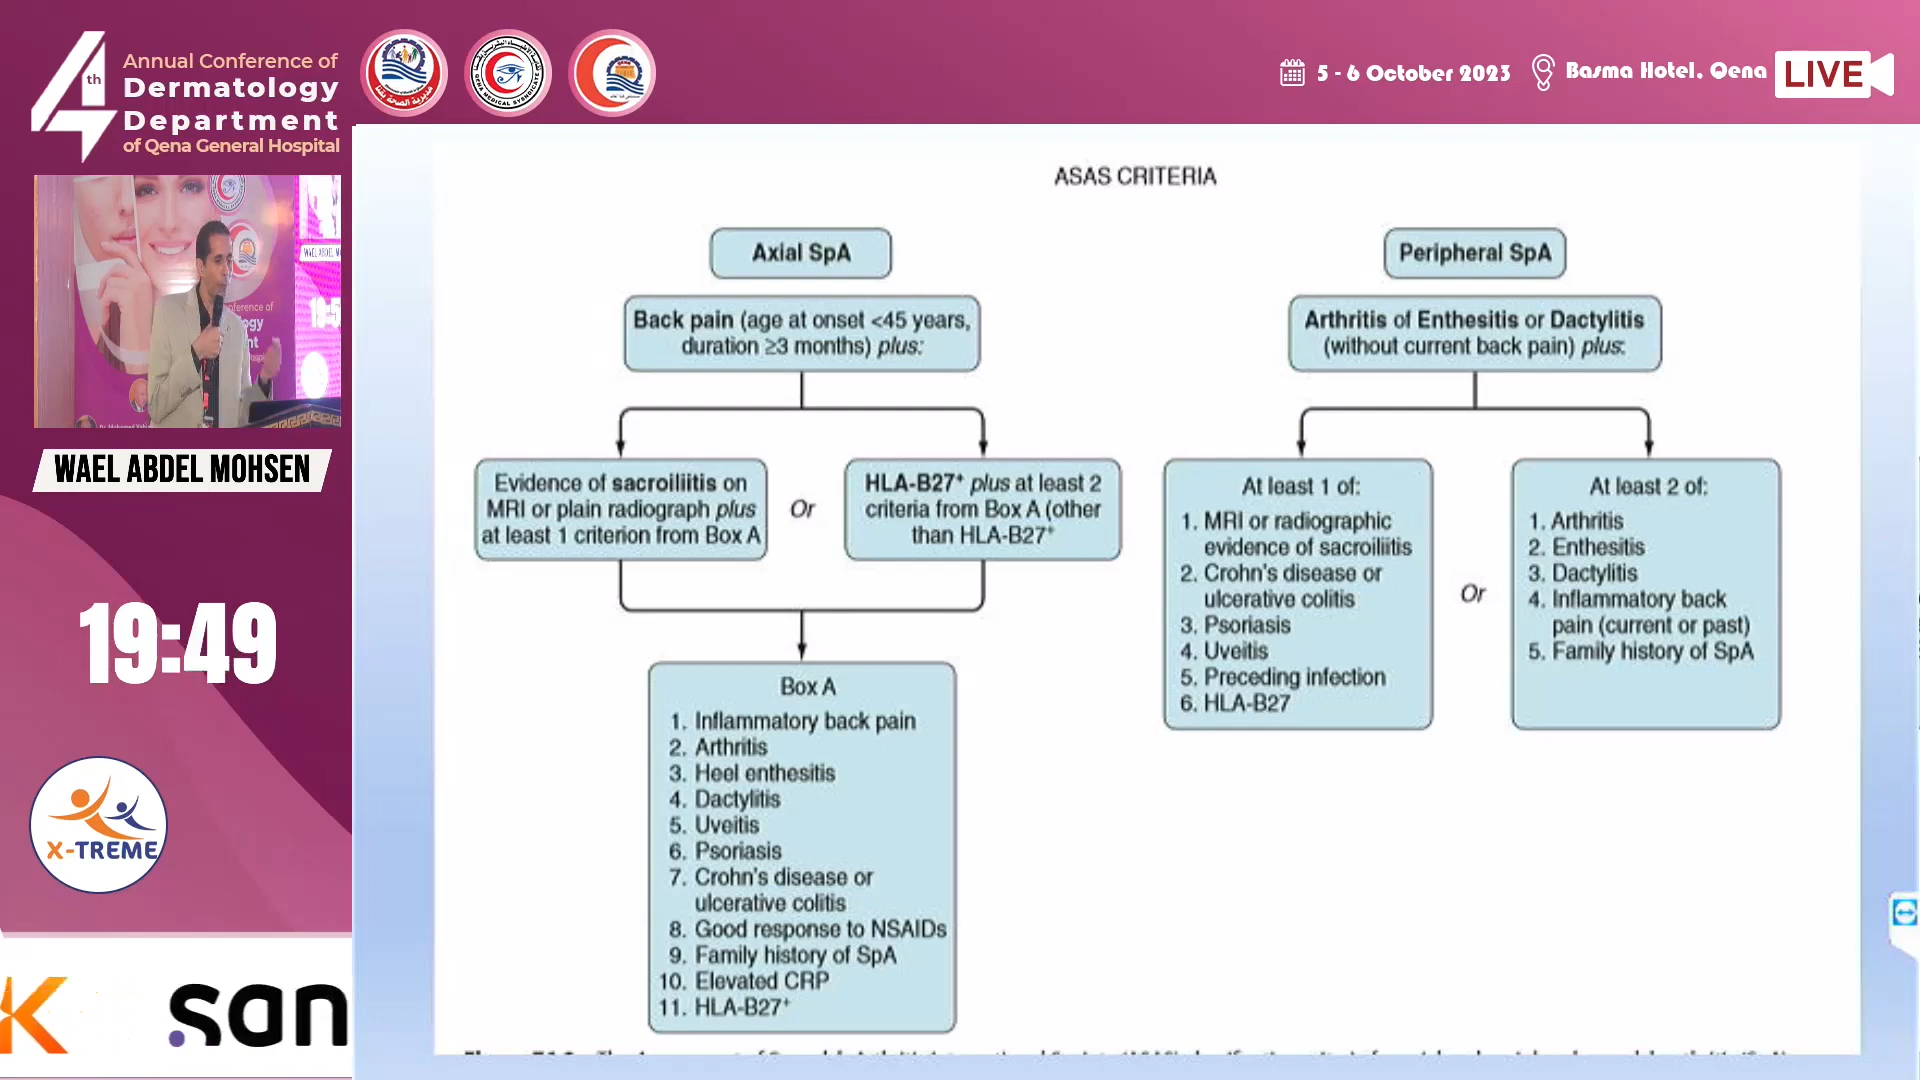 4th
Annual Conference of
Dermatology
Department
of Qena General Hospital
5 - 6 October 2023
Basma Hotel, Qena
LIVE
WAEL ABDEL MOHSEN
19:49
X-TREME
K
san
ASAS CRITERIA
Axial SpA
Back pain (age at onset <45 years,
duration ≥3 months) plus:
Evidence of sacroiliitis on
MRI or plain radiograph plus
at least 1 criterion from Box A
Or
HLA-B27+ plus at least 2
criteria from Box A (other
than HLA-B27+
Box A
1. Inflammatory back pain
2. Arthritis
3. Heel enthesitis
4. Dactylitis
5. Uveitis
6. Psoriasis
7. Crohn's disease or
ulcerative colitis
8. Good response to NSAIDs
9. Family history of SpA
10. Elevated CRP
11. HLA-B27+
Peripheral SpA
Arthritis of Enthesitis or Dactylitis
(without current back pain) plus:
At least 1 of:
1. MRI or radiographic
evidence of sacroiliitis
2. Crohn's disease or
ulcerative colitis
3. Psoriasis
4. Uveitis
5. Preceding infection
6. HLA-B27
Or
At least 2 of:
1. Arthritis
2. Enthesitis
3. Dactylitis
4. Inflammatory back
pain (current or past)
5. Family history of SpA